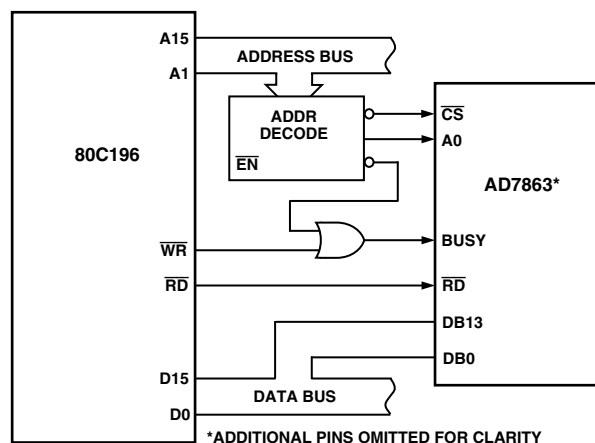 A15
ADDRESS BUS
A1
ADDR
DECODE
EN
CS
A0
80C196
AD7863*
WR
BUSY
RD
RD
DB13
DB0
D15
DATA BUS
D0
*ADDITIONAL PINS OMITTED FOR CLARITY